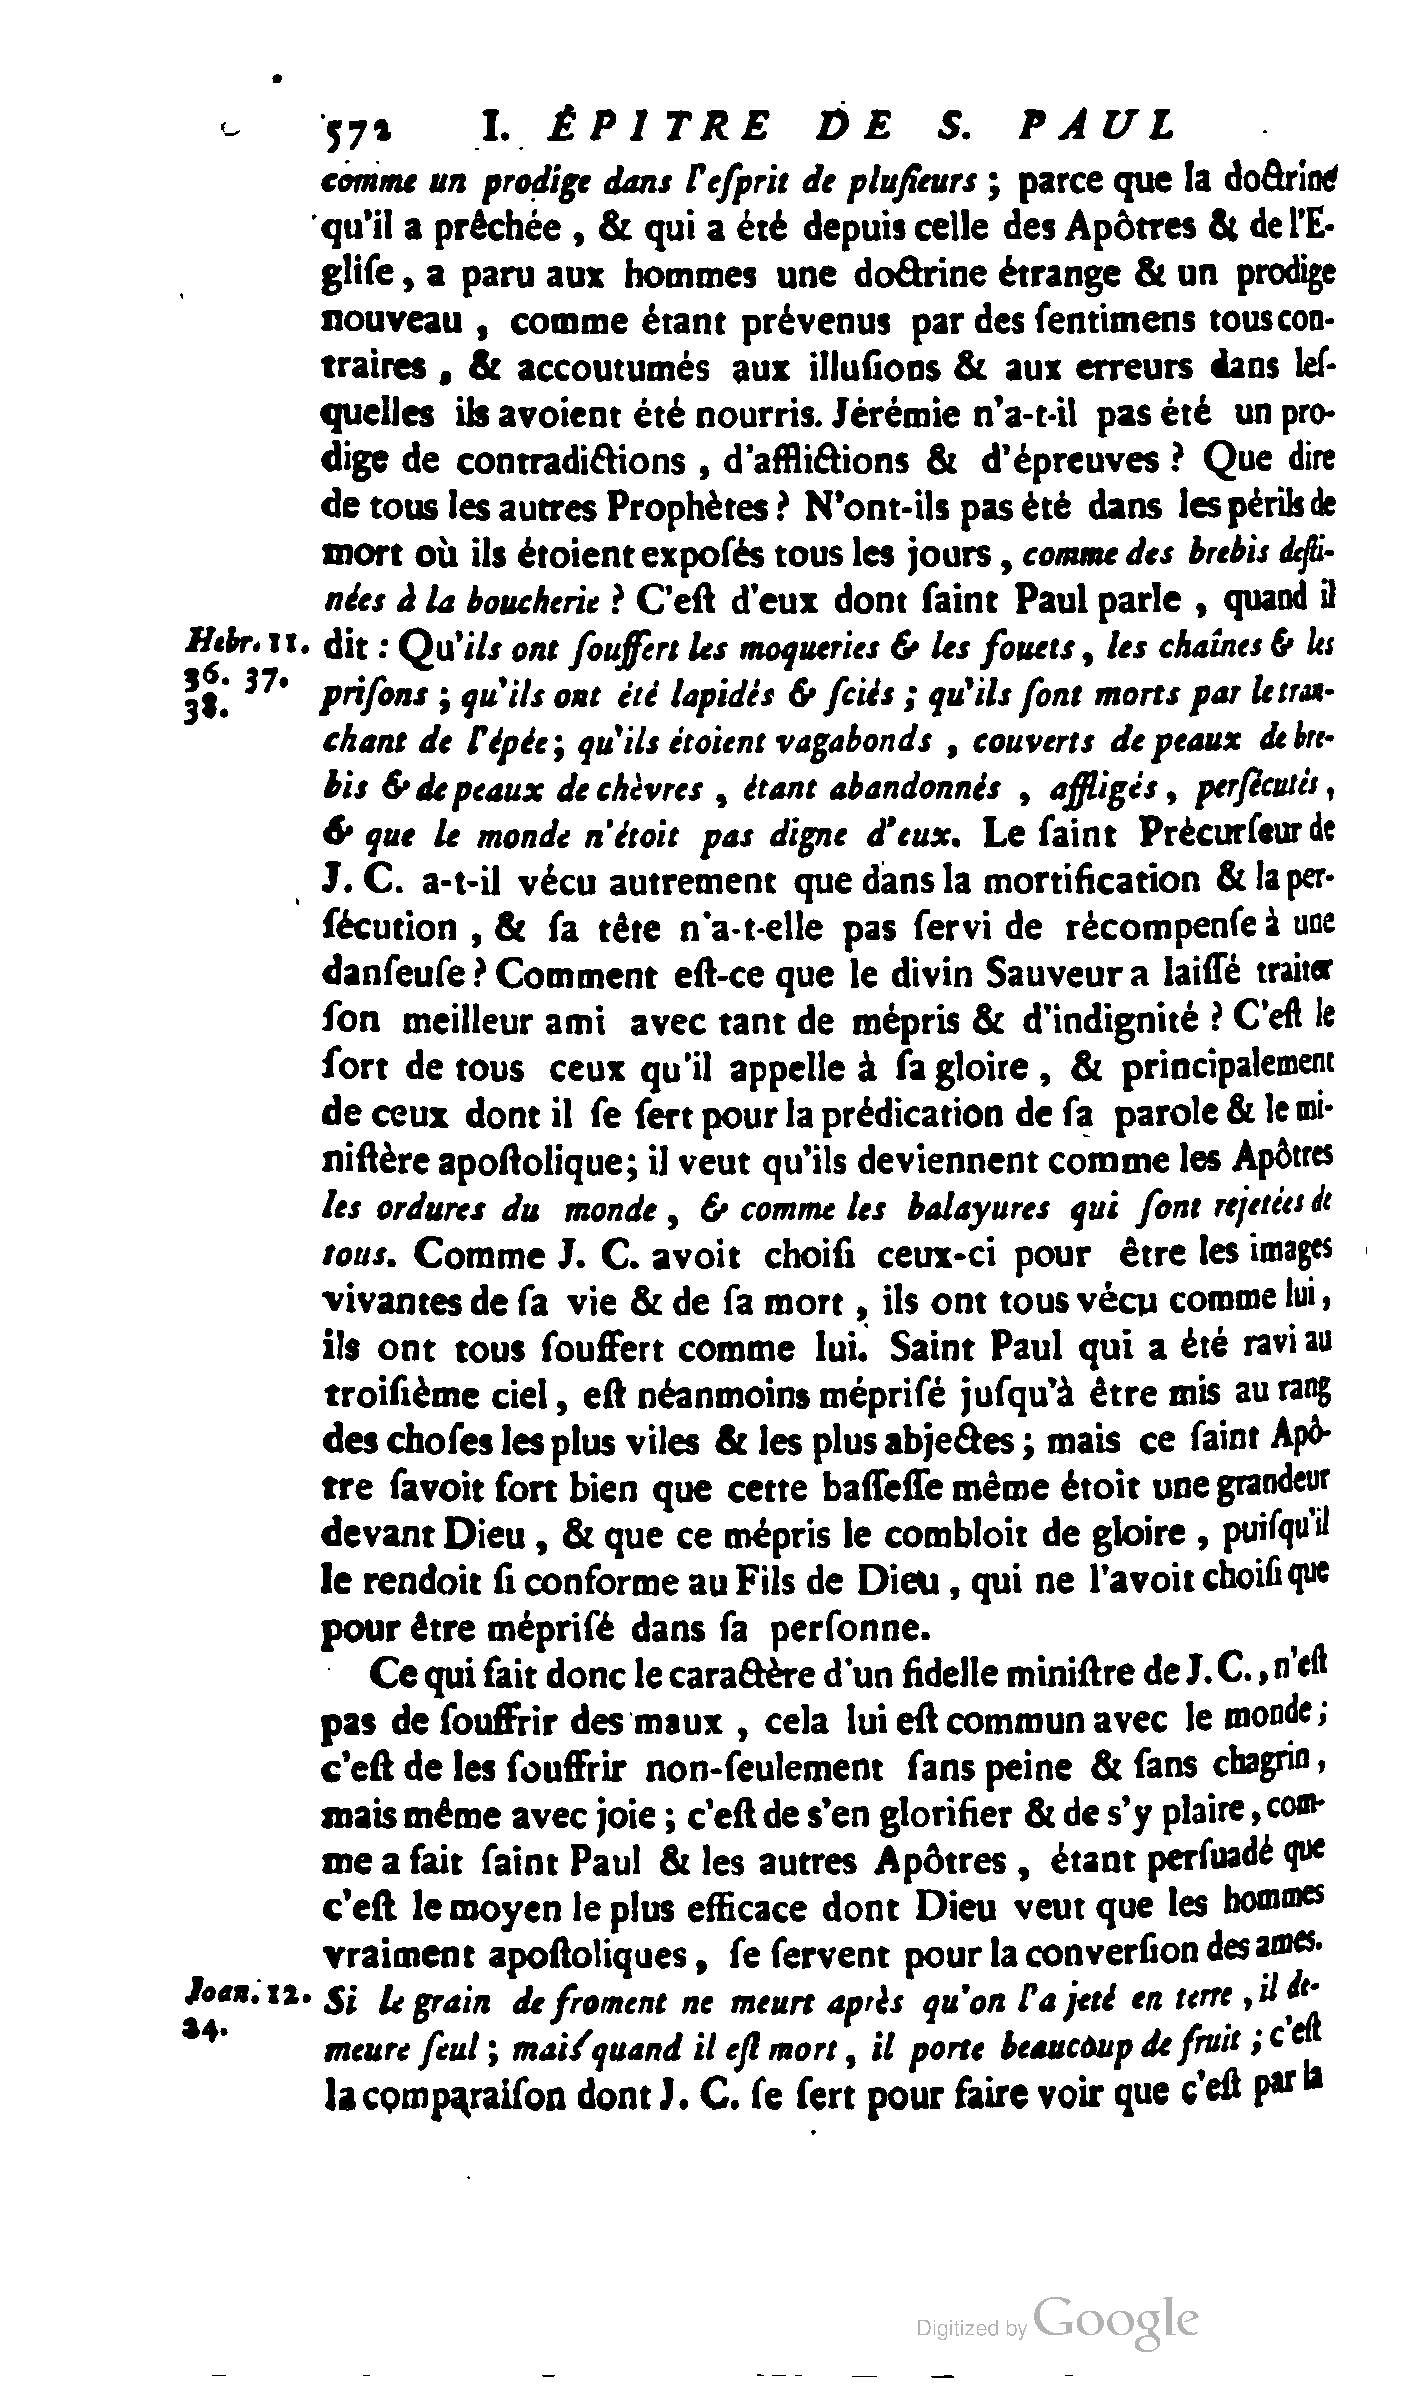 572 I. ÉPITRE DE S. PAUL
comme un prodige dans l'eſprit de pluſieurs ; parce que la doctrine
qu'il a prêchée , & qui a été depuis celle des Apôtres & de l'E-
gliſe , a paru aux hommes une doctrine étrange & un prodige
nouveau , comme étant prévenus par des ſentimens tous con-
traires , & accoutumés aux illuſions & aux erreurs dans leſ-
quelles ils avoient été nourris. Jérémie n'a-t-il pas été un pro-
dige de contradictions , d'afflictions & d'épreuves ? Que dire
de tous les autres Prophètes ? N'ont-ils pas été dans les périls de
mort où ils étoient expoſés tous les jours , comme des brebis deſti-
nées à la boucherie ? C'eſt d'eux dont ſaint Paul parle , quand il
Hebr. 11. dit : Qu'ils ont ſouffert les moqueries & les fouets , les chaînes & les
36. 37. priſons ; qu'ils ont été lapidés & ſciés ; qu'ils ſont morts par le tran-
38.
chant de l'épée ; qu'ils étoient vagabonds , couverts de peaux de bre-
bis & de peaux de chèvres , étant abandonnés , affligés , perſécutés ,
& que le monde n'étoit pas digne d'eux. Le ſaint Précurſeur de
J. C. a-t-il vécu autrement que dans la mortification & la per-
ſécution , & ſa tête n'a-t-elle pas ſervi de récompenſe à une
danſeuſe ? Comment eſt-ce que le divin Sauveur a laiſſé traiter
ſon meilleur ami avec tant de mépris & d'indignité ? C'eſt le
ſort de tous ceux qu'il appelle à ſa gloire , & principalement
de ceux dont il ſe ſert pour la prédication de ſa parole & le mi-
niſtère apoſtolique ; il veut qu'ils deviennent comme les Apôtres
les ordures du monde , & comme les balayures qui ſont rejetées de
tous. Comme J. C. avoit choiſi ceux-ci pour être les images
vivantes de ſa vie & de ſa mort , ils ont tous vécu comme lui ,
ils ont tous ſouffert comme lui. Saint Paul qui a été ravi au
troiſième ciel , eſt néanmoins mépriſé juſqu'à être mis au rang
des choſes les plus viles & les plus abjectes ; mais ce ſaint Apô-
tre ſavoit fort bien que cette baſſeſſe même étoit une grandeur
devant Dieu , & que ce mépris le combloit de gloire , puiſqu'il
le rendoit ſi conforme au Fils de Dieu , qui ne l'avoit choiſi que
pour être mépriſé dans ſa perſonne.
Ce qui fait donc le caractère d'un fidelle miniſtre de J. C. , n'eſt
pas de ſouffrir des maux , cela lui eſt commun avec le monde ;
c'eſt de les ſouffrir non-ſeulement ſans peine & ſans chagrin ,
mais même avec joie ; c'eſt de s'en glorifier & de s'y plaire , com-
me a fait ſaint Paul & les autres Apôtres , étant perſuadé que
c'eſt le moyen le plus efficace dont Dieu veut que les hommes
vraiment apoſtoliques , ſe ſervent pour la converſion des ames.
Joan. 12. Si le grain de froment ne meurt après qu'on l'a jeté en terre , il de-
24.
meure ſeul ; mais quand il eſt mort , il porte beaucoup de fruit ; c'eſt
la comparaiſon dont J. C. ſe ſert pour faire voir que c'eſt par la
Digitized by Google